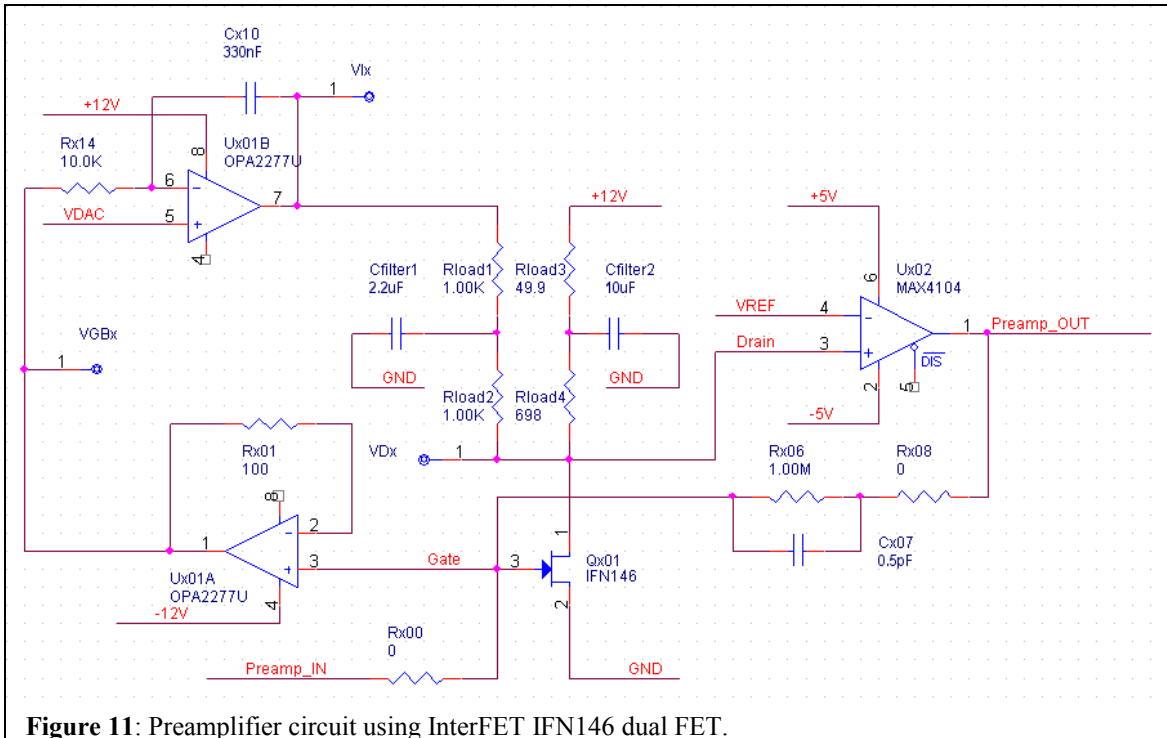 Cx10
330nF
VIx
1
+12V
Rx14
10.0K
8
Ux01B
OPA2277U
6
-
7
VDAC
5
+
4
+12V
+5V
Cfilter1
2.2uF
Rload1
1.00K
Rload3
49.9
Cfilter2
10uF
6
Ux02
MAX4104
VREF
4
-
1
Preamp_OUT
Drain
3
+
DIS
5
2
-5V
VGBx
1
GND
GND
Rload2
1.00K
Rload4
698
VDx
1
Rx01
100
Rx06
1.00M
Rx08
0
Cx07
0.5pF
8
-
2
1
+
3
Gate
3
1
Qx01
IFN146
2
Ux01A
OPA2277U
4
-12V
Rx00
0
Preamp_IN
GND
Figure 11: Preamplifier circuit using InterFET IFN146 dual FET.